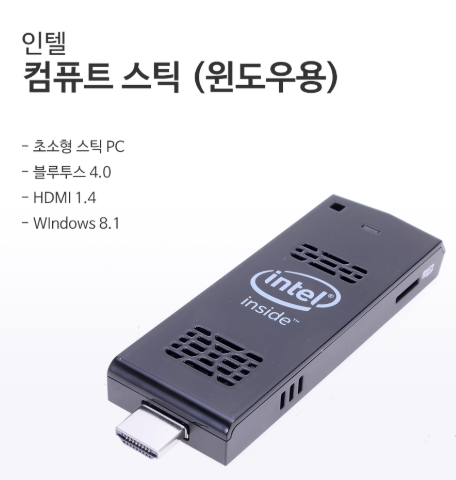 인텔
컴퓨트 스틱 (윈도우용)
- 초소형 스틱 PC
- 블루투스 4.0
- HDMI 1.4
- WIndows 8.1
intel®
inside™